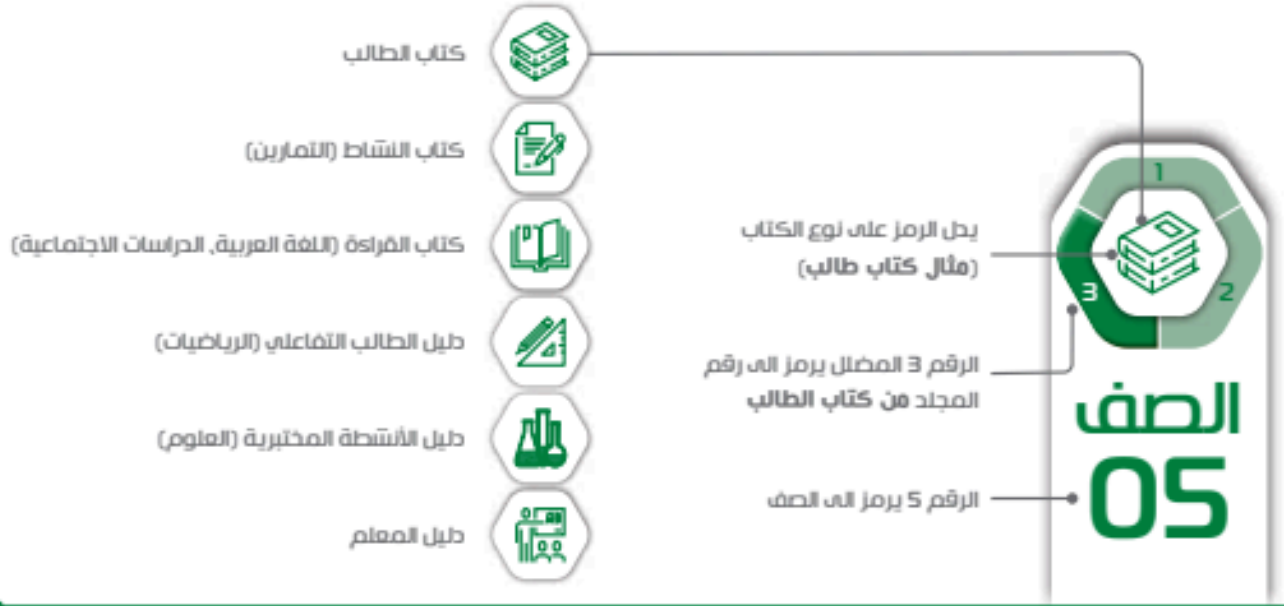 كتاب الطالب
كتاب النشاط (التمارين)
كتاب القراءة (اللغة العربية، الدراسات الاجتماعية)
دليل الطالب التفاعلي (الرياضيات)
دليل الأنشطة المختبرية (العلوم)
دليل المعلم
يدل الرمز على نوع الكتاب
(مثال كتاب طالب)
الرقم 3 المضلل يرمز الى رقم
المجلد من كتاب الطالب
الرقم 5 يرمز الى الصف
1
2
3
الصف
05